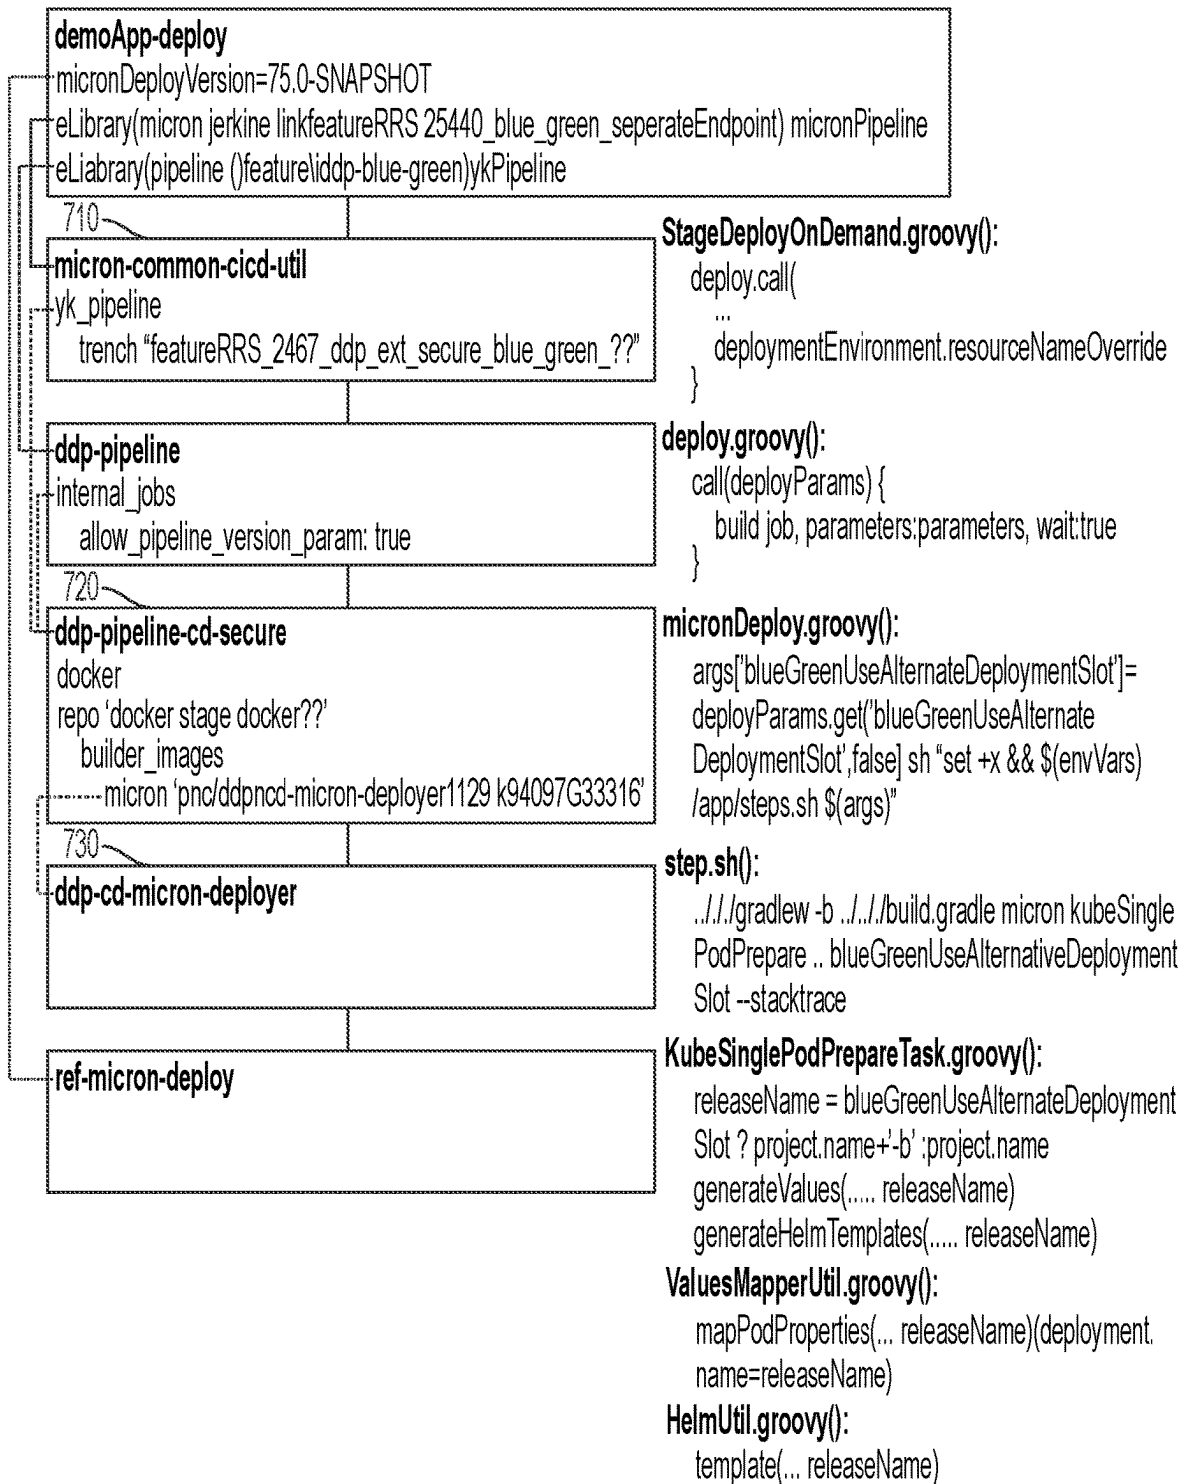 demoApp-deploy
micronDeployVersion=75.0-SNAPSHOT
eLibrary(micron jerkine linkfeatureRRS 25440_blue_green_seperateEndpoint) micronPipeline
eLiabrary(pipeline ()feature\iddp-blue-green)ykPipeline
710
micron-common-cicd-util
yk_pipeline
trench “featureRRS_2467_ddp_ext_secure_blue_green_??”
StageDeployOnDemand.groovy():
deploy.call(
...
deploymentEnvironment.resourceNameOverride
}
ddp-pipeline
internal_jobs
allow_pipeline_version_param: true
deploy.groovy():
call(deployParams) {
build job, parameters:parameters, wait:true
}
720
ddp-pipeline-cd-secure
docker
repo ‘docker stage docker??’
builder_images
micron ‘pnc/ddpncd-micron-deployer1129 k94097G33316’
micronDeploy.groovy():
args[’blueGreenUseAlternateDeploymentSlot’]=
deployParams.get(’blueGreenUseAlternate
DeploymentSlot’,false] sh “set +x && $(envVars)
/app/steps.sh $(args)”
730
ddp-cd-micron-deployer
step.sh():
../././gradlew -b ../.././build.gradle micron kubeSingle
PodPrepare .. blueGreenUseAlternativeDeployment
Slot --stacktrace
ref-micron-deploy
KubeSinglePodPrepareTask.groovy():
releaseName = blueGreenUseAlternateDeployment
Slot ? project.name+’-b’ :project.name
generateValues(..... releaseName)
generateHelmTemplates(..... releaseName)
ValuesMapperUtil.groovy():
mapPodProperties(... releaseName)(deployment.
name=releaseName)
HelmUtil.groovy():
template(... releaseName)